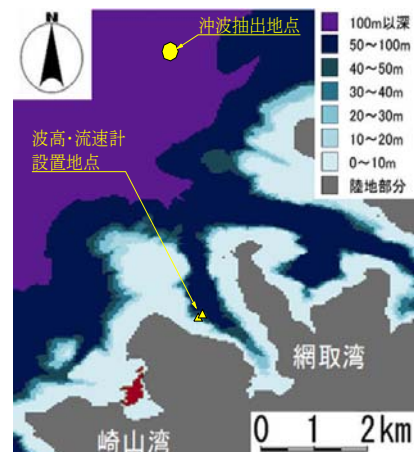 沖波抽出地点
100m以深
50〜100m
40〜50m
30〜40m
20〜30m
10〜20m
0〜10m
陸地部分
波高・流速計
設置地点
網取湾
崎山湾
0 1 2km